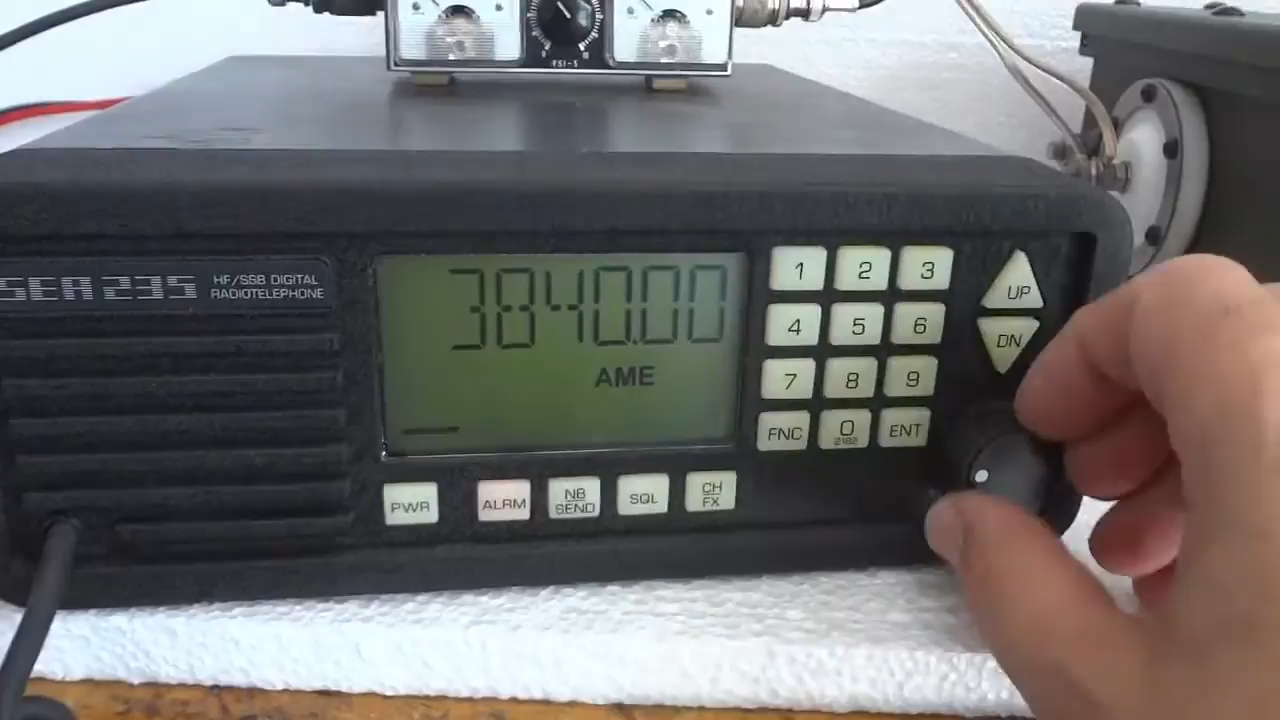 FSI-5
SEA 235
HF/SSB DIGITAL
RADIOTELEPHONE
3840.00
AME
1 2 3
4 5 6
7 8 9
FNC 0 ENT
2182
UP
DN
PWR
ALRM
NB
SEND
SQL
CH
FX